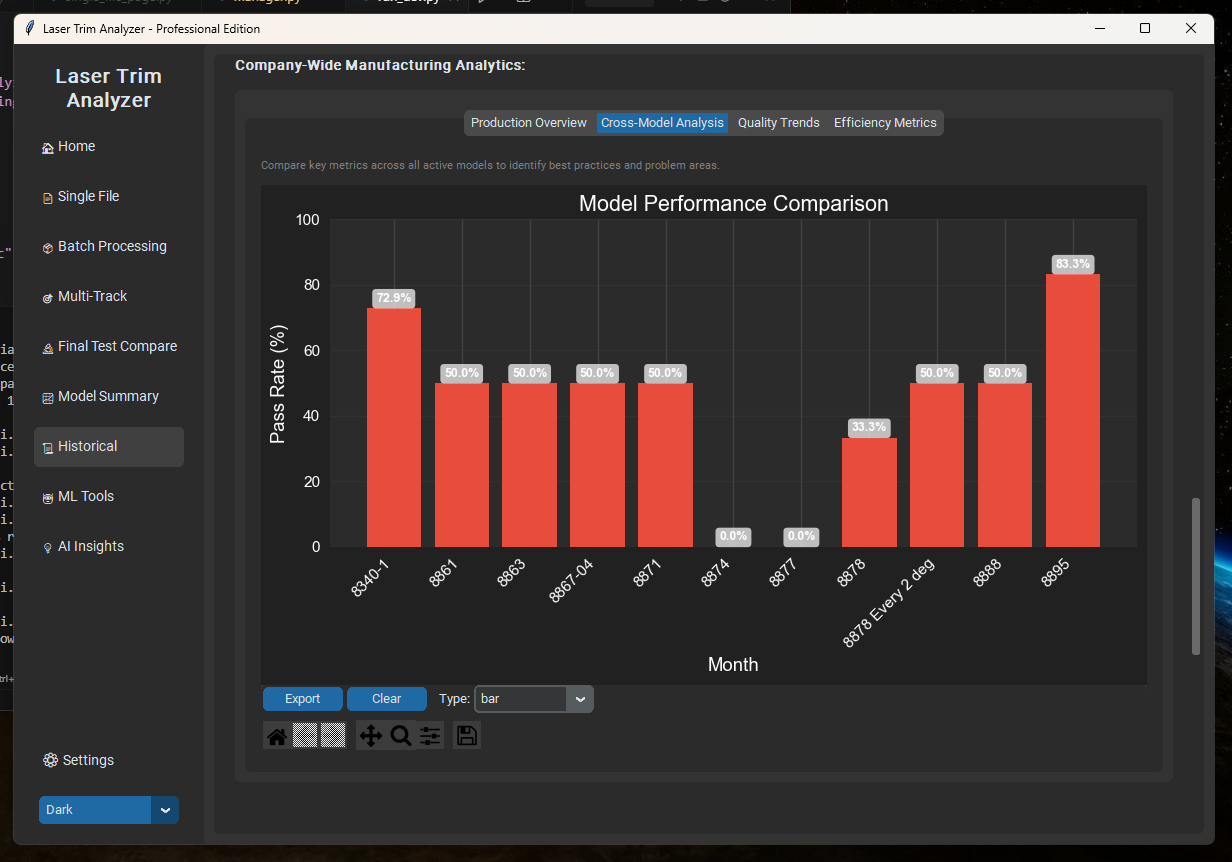 Laser Trim Analyzer - Professional Edition
Laser Trim
Analyzer
Home
Single File
Batch Processing
Multi-Track
Final Test Compare
Model Summary
Historical
ML Tools
AI Insights
Settings
Dark
Company-Wide Manufacturing Analytics:
Production Overview Cross-Model Analysis Quality Trends Efficiency Metrics
Compare key metrics across all active models to identify best practices and problem areas.
Model Performance Comparison
Pass Rate (%)
100
80
60
40
20
0
72.9% 50.0% 50.0% 50.0% 50.0% 0.0% 0.0% 33.3% 50.0% 50.0% 83.3%
8340-1 8861 8863 8867-04 8871 8874 8877 8878 8878 Every 2 deg 8888 8895
Month
Export Clear Type: bar